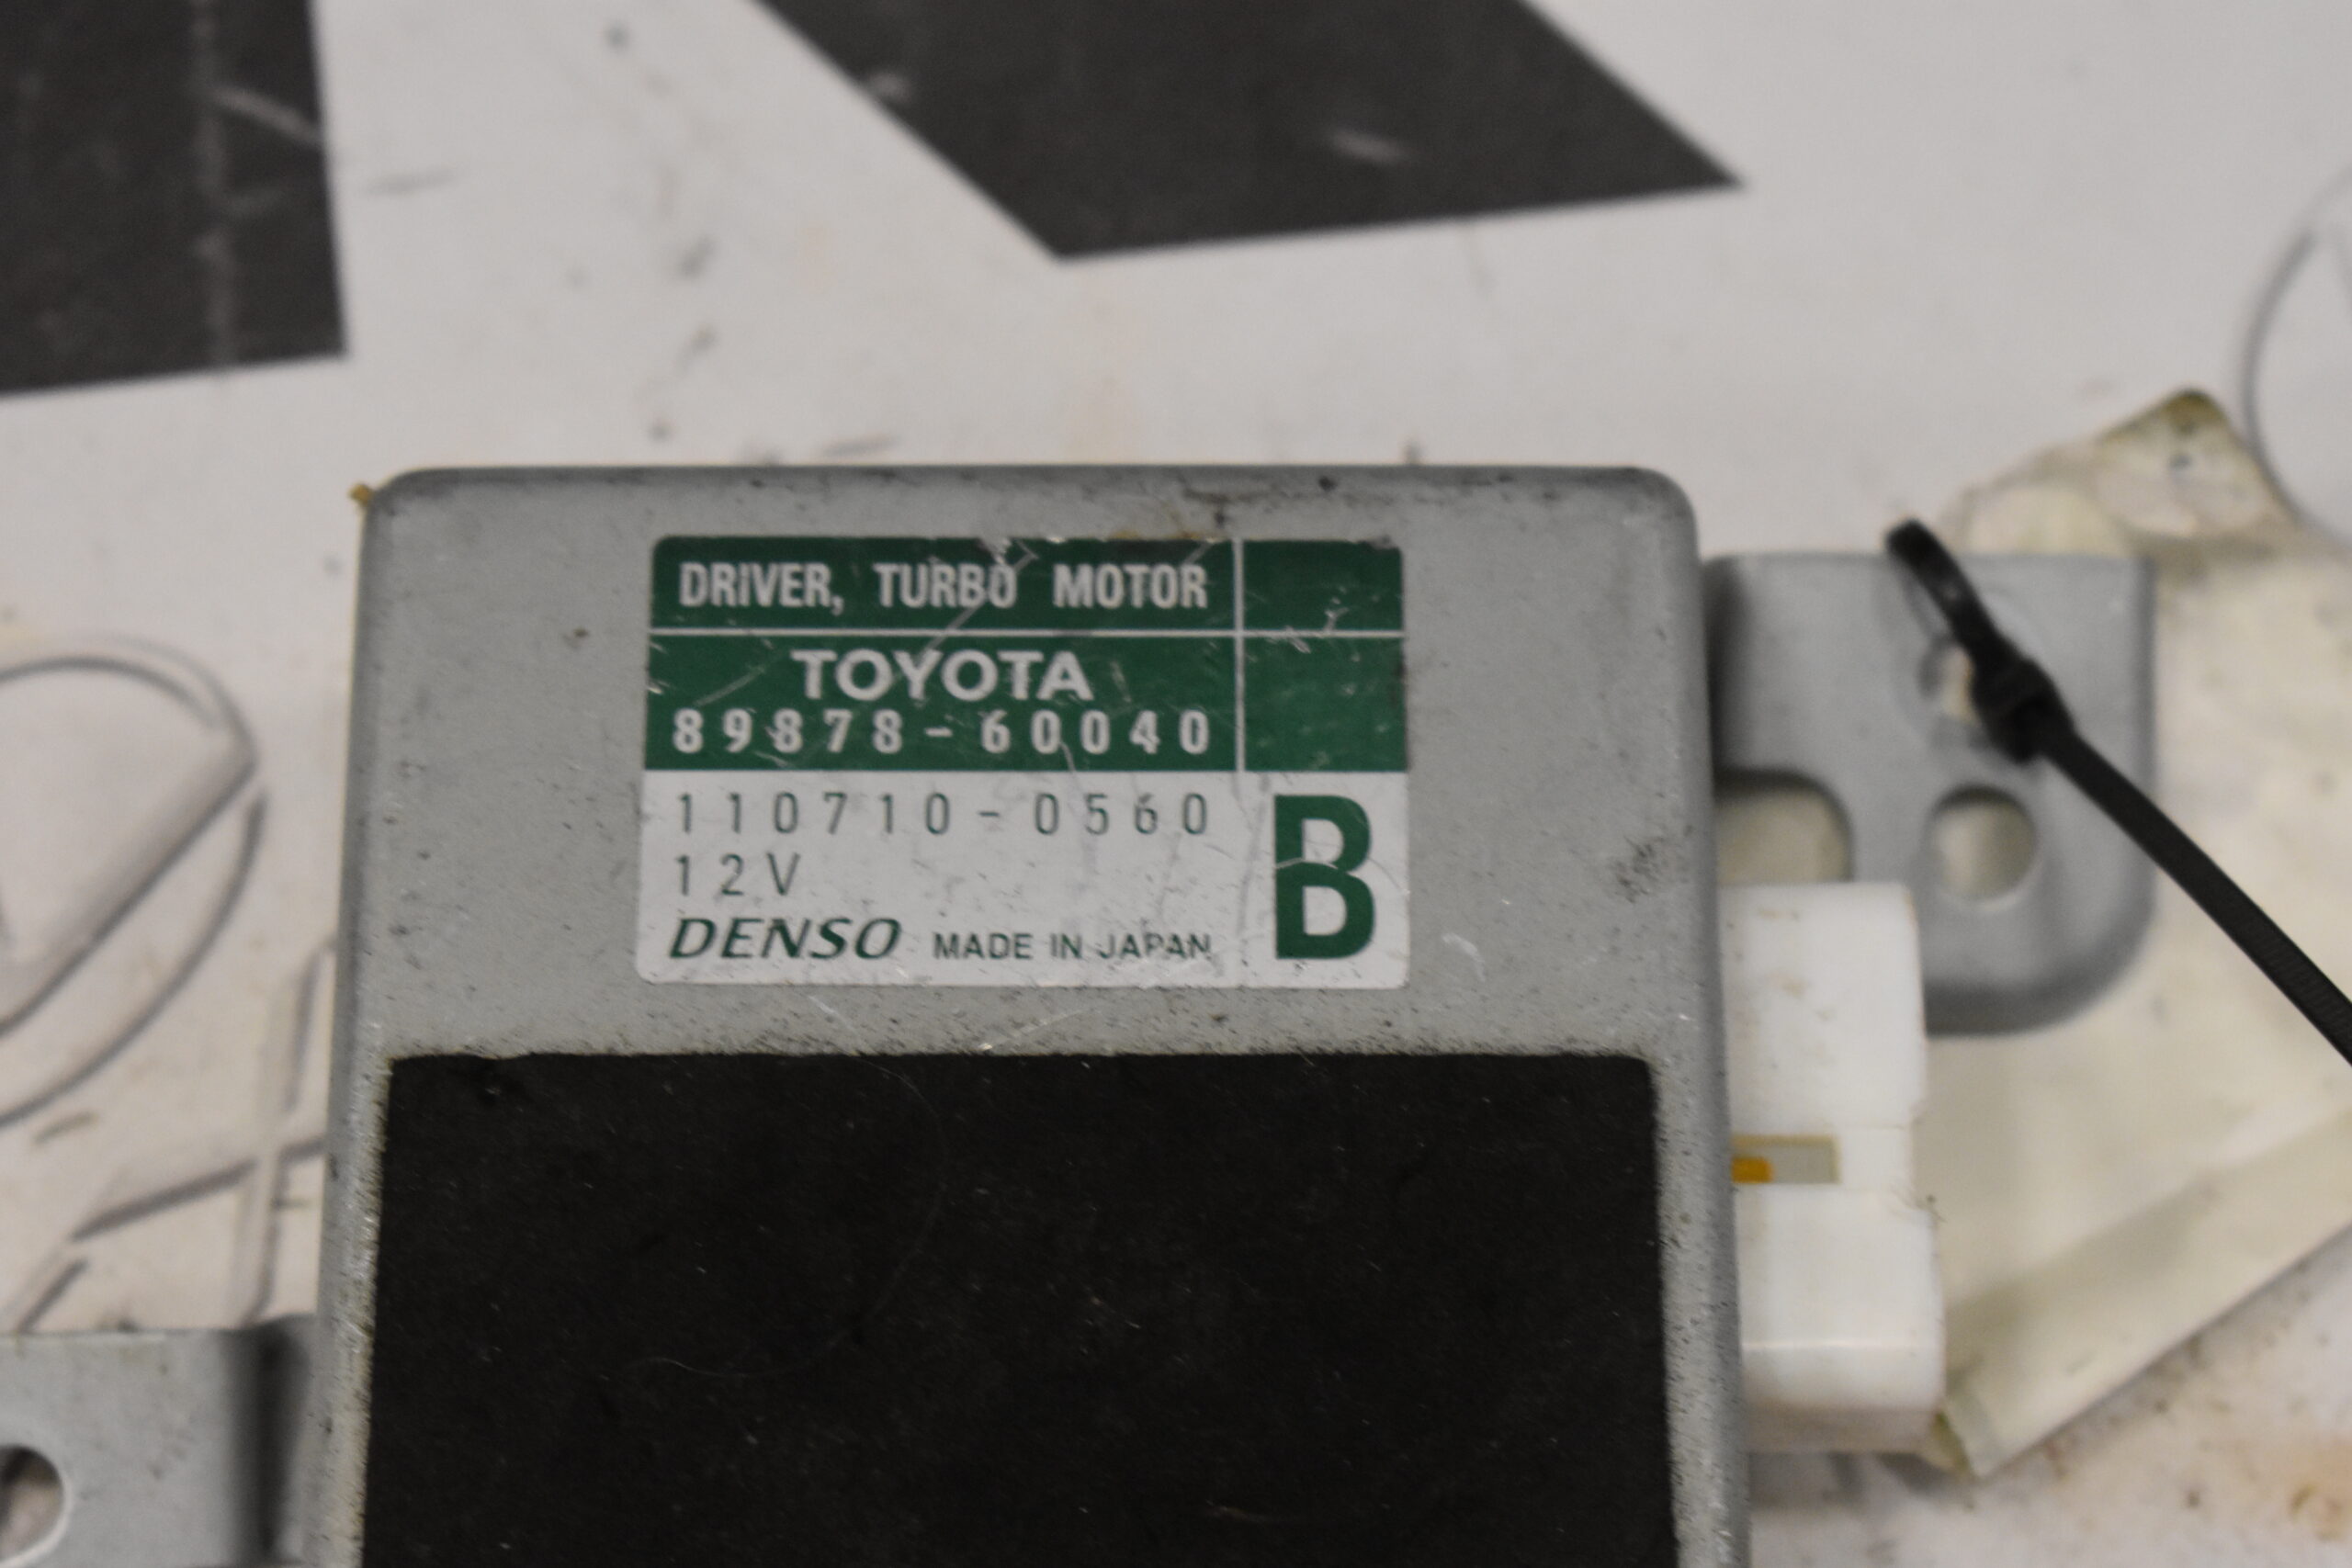 DRIVER, TURBO MOTOR
TOYOTA
89878-60040
110710-0560
12V
DENSO MADE IN JAPAN
B